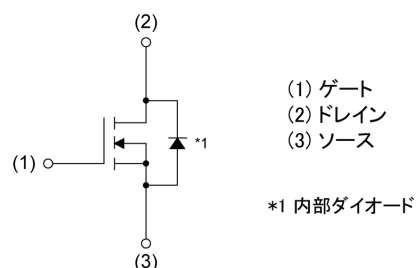 (2)
(1)
*1
(3)
(1) ゲート
(2) ドレイン
(3) ソース
*1 内部ダイオード